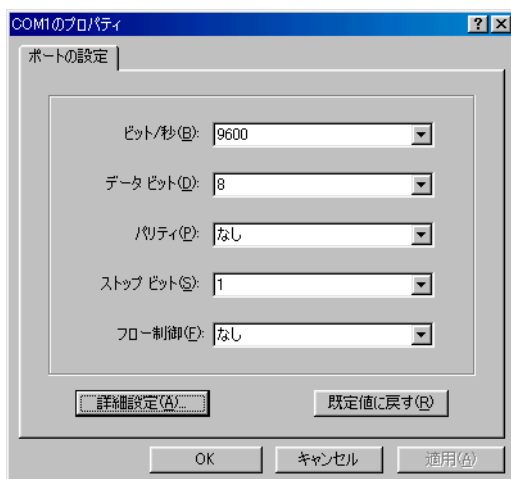 COM1のプロパティ
ポートの設定
ビット/秒(B): 9600
データ ビット(D): 8
パリティ(P): なし
ストップ ビット(S): 1
フロー制御(F): なし
詳細設定(A)... 既定値に戻す(R)
OK キャンセル 適用(A)